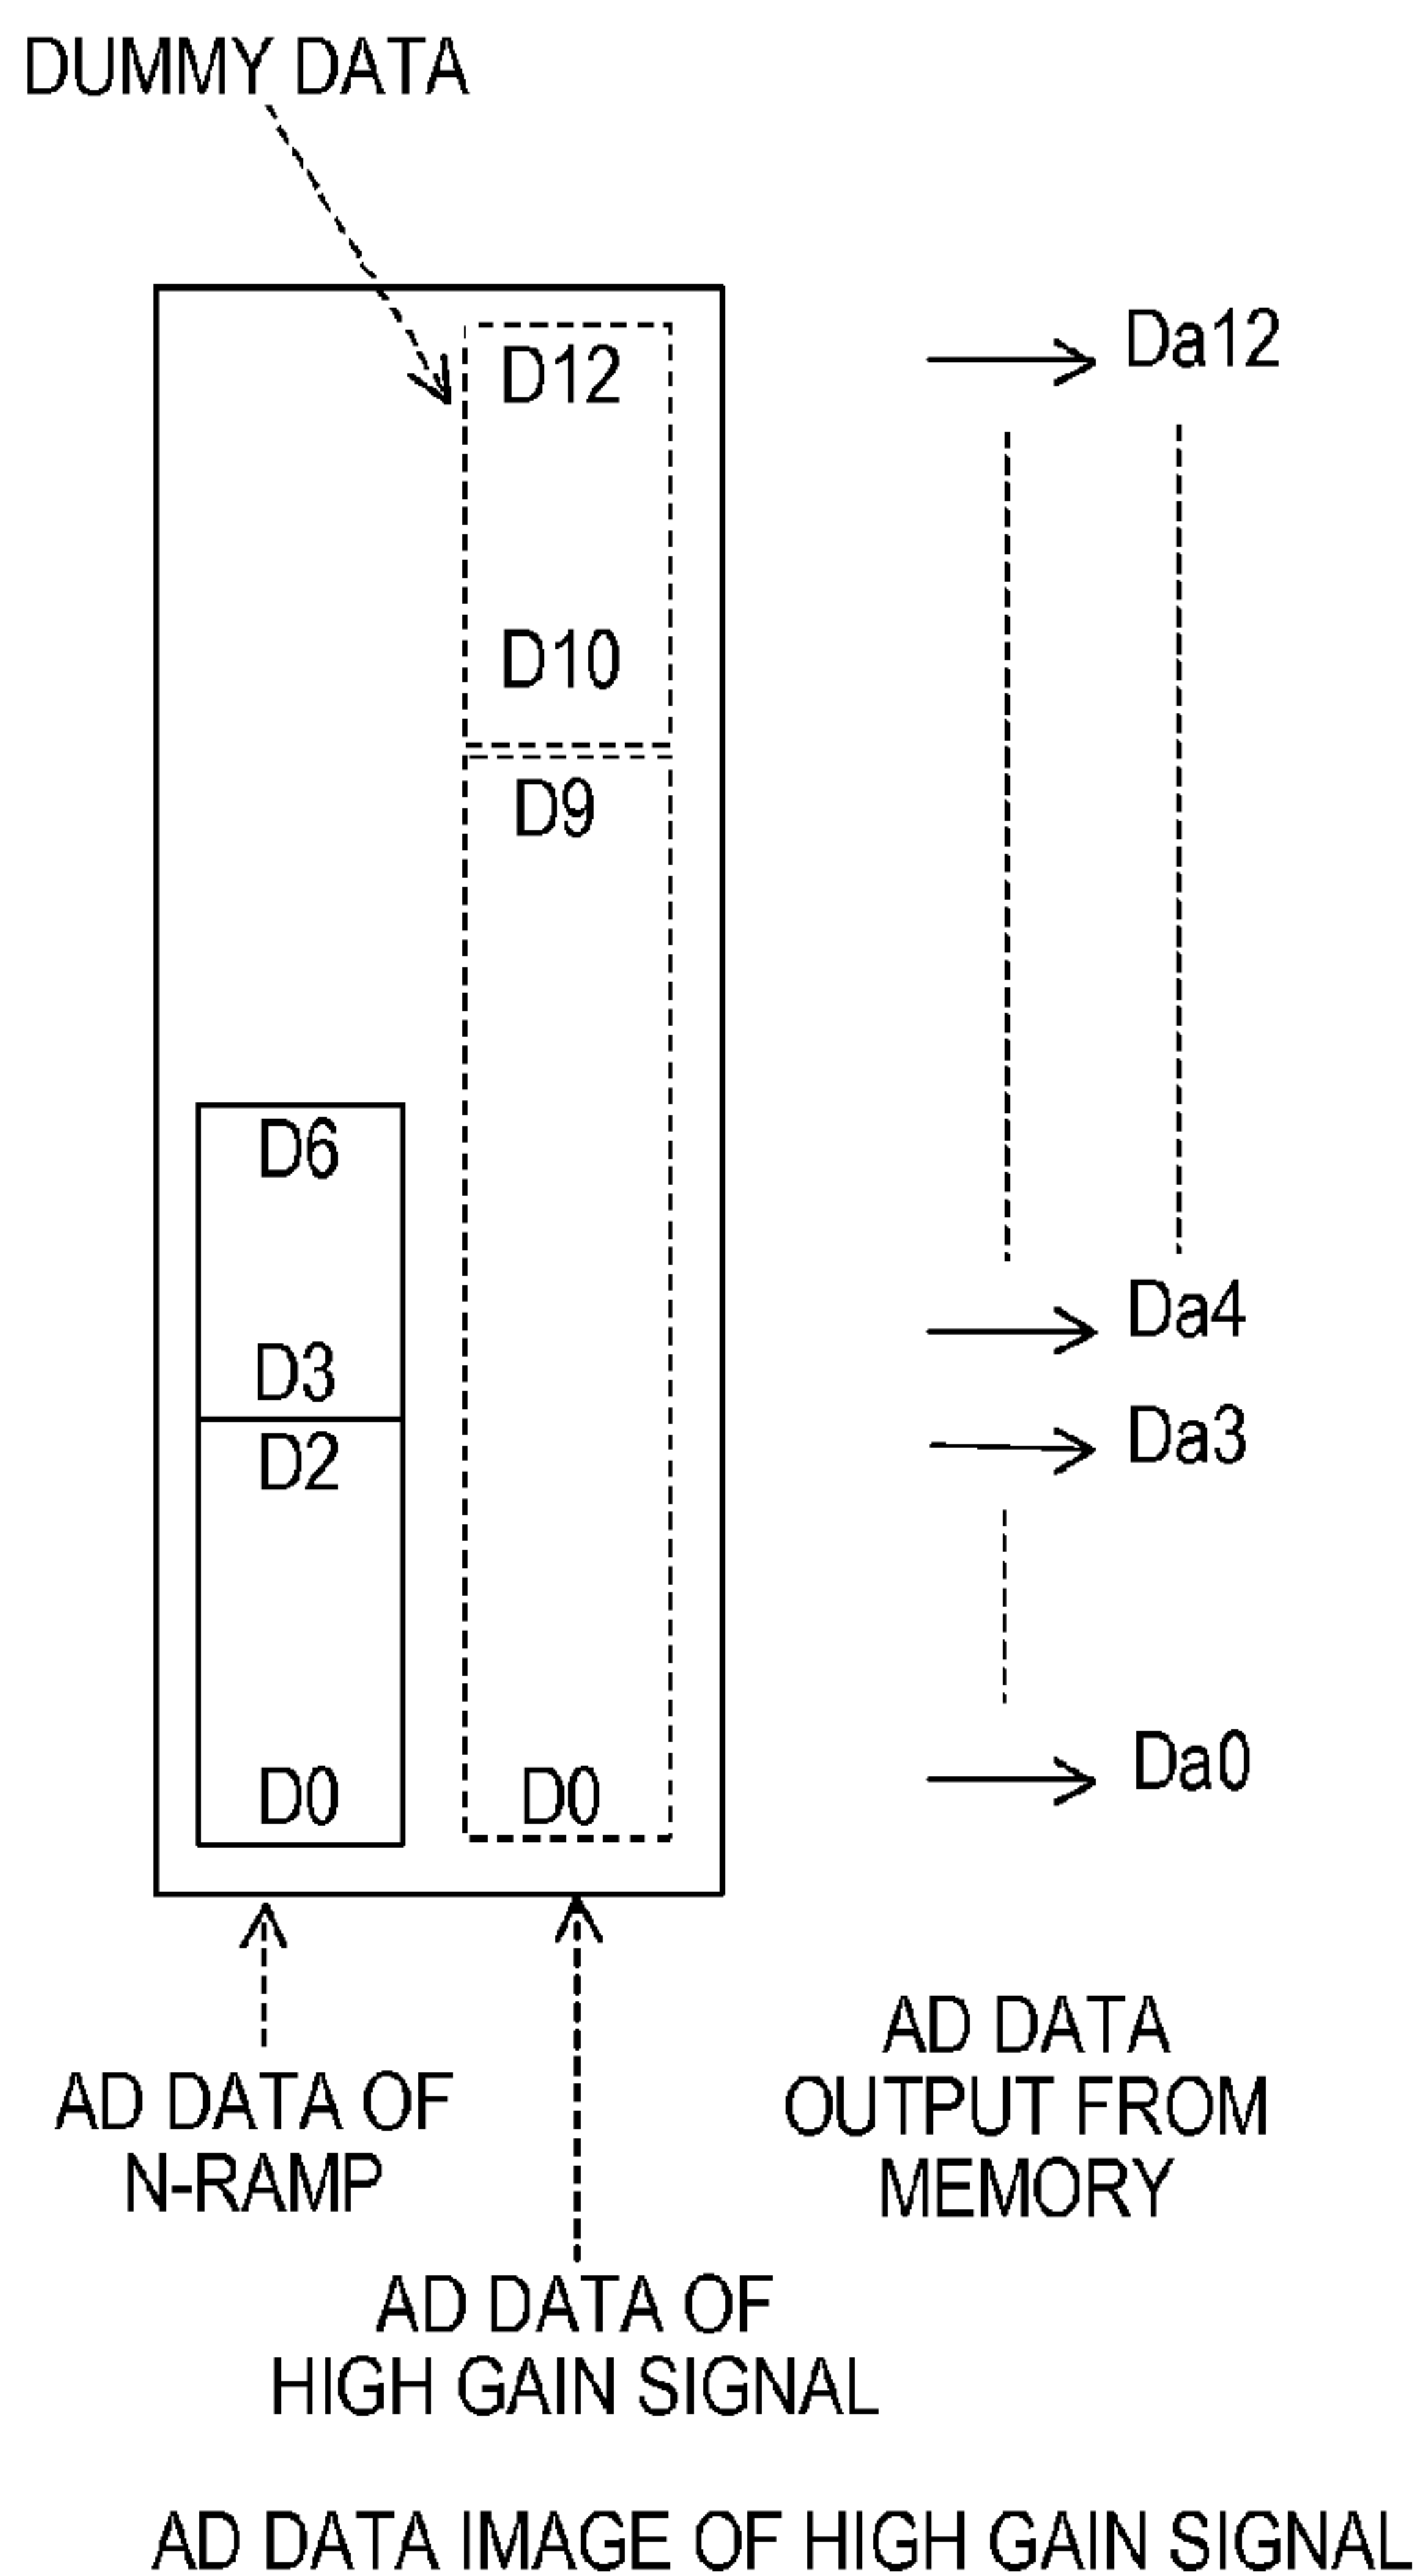 DUMMY DATA
D12
Da12
D10
D9
D6
D3
D2
D0
D0
Da4
Da3
Da0
AD DATA OF
N-RAMP
AD DATA OF
HIGH GAIN SIGNAL
AD DATA
OUTPUT FROM
MEMORY
AD DATA IMAGE OF HIGH GAIN SIGNAL